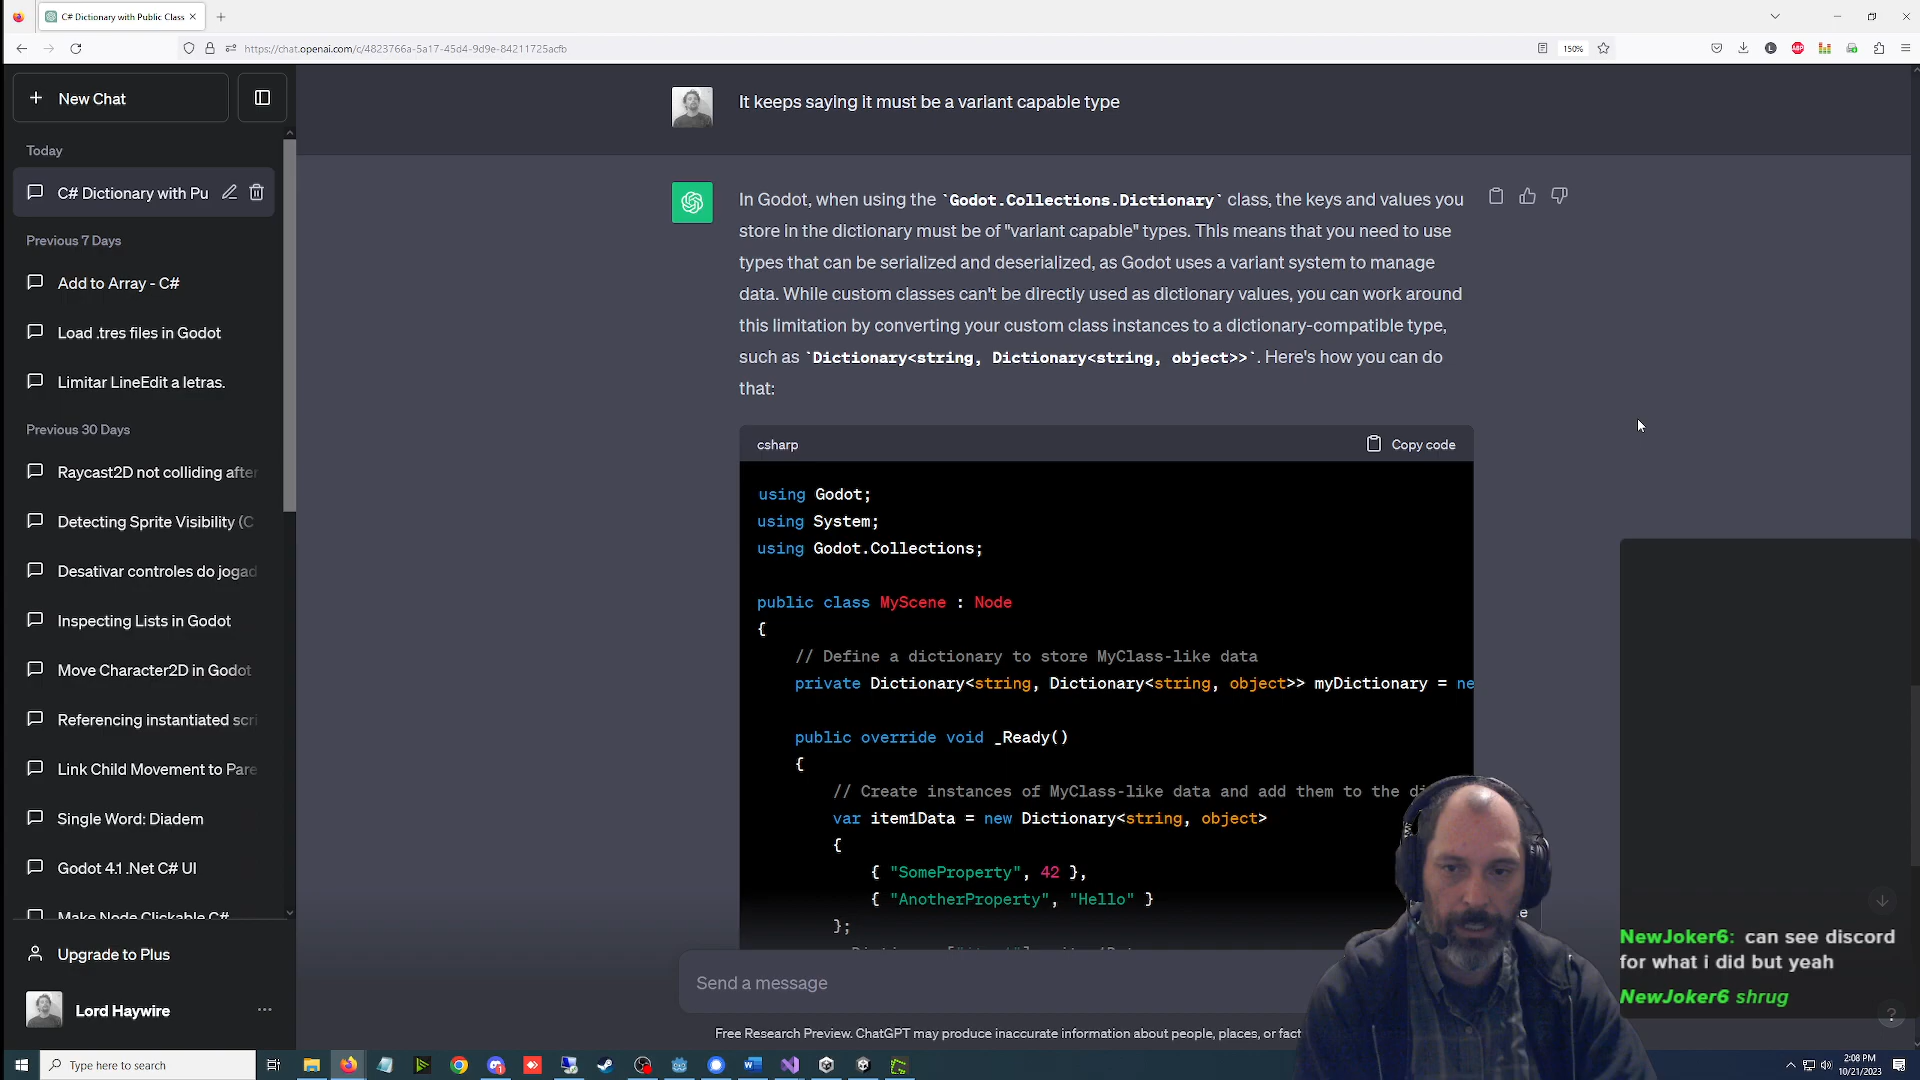 C# Dictionary with Public Class
https://chat.openai.com/c/4823766a-5a17-45d4-9d9e-84211725acfb
150%
New Chat
Today
C# Dictionary with Pu
Previous 7 Days
Add to Array - C#
Load .tres files in Godot
Limitar LineEdit a letras.
Previous 30 Days
Raycast2D not colliding after
Detecting Sprite Visibility (C
Desativar controles do jogad
Inspecting Lists in Godot
Move Character2D in Godot
Referencing instantiated scri
Link Child Movement to Pare
Single Word: Diadem
Godot 4.1 .Net C# UI
Make Node Clickable C#
Upgrade to Plus
Lord Haywire
It keeps saying it must be a variant capable type
In Godot, when using the `Godot.Collections.Dictionary` class, the keys and values you
store in the dictionary must be of "variant capable" types. This means that you need to use
types that can be serialized and deserialized, as Godot uses a variant system to manage
data. While custom classes can't be directly used as dictionary values, you can work around
this limitation by converting your custom class instances to a dictionary-compatible type,
such as `Dictionary<string, Dictionary<string, object>>`. Here's how you can do
that:
csharp
Copy code
using Godot;
using System;
using Godot.Collections;
public class MyScene : Node
{
// Define a dictionary to store MyClass-like data
private Dictionary<string, Dictionary<string, object>> myDictionary = ne
public override void _Ready()
{
// Create instances of MyClass-like data and add them to the di
var item1Data = new Dictionary<string, object>
{
{ "SomeProperty", 42 },
{ "AnotherProperty", "Hello" }
};
Send a message
Free Research Preview. ChatGPT may produce inaccurate information about people, places, or fact
NewJoker6: can see discord
for what i did but yeah
NewJoker6 shrug
?
Type here to search
2:08 PM
10/21/2023